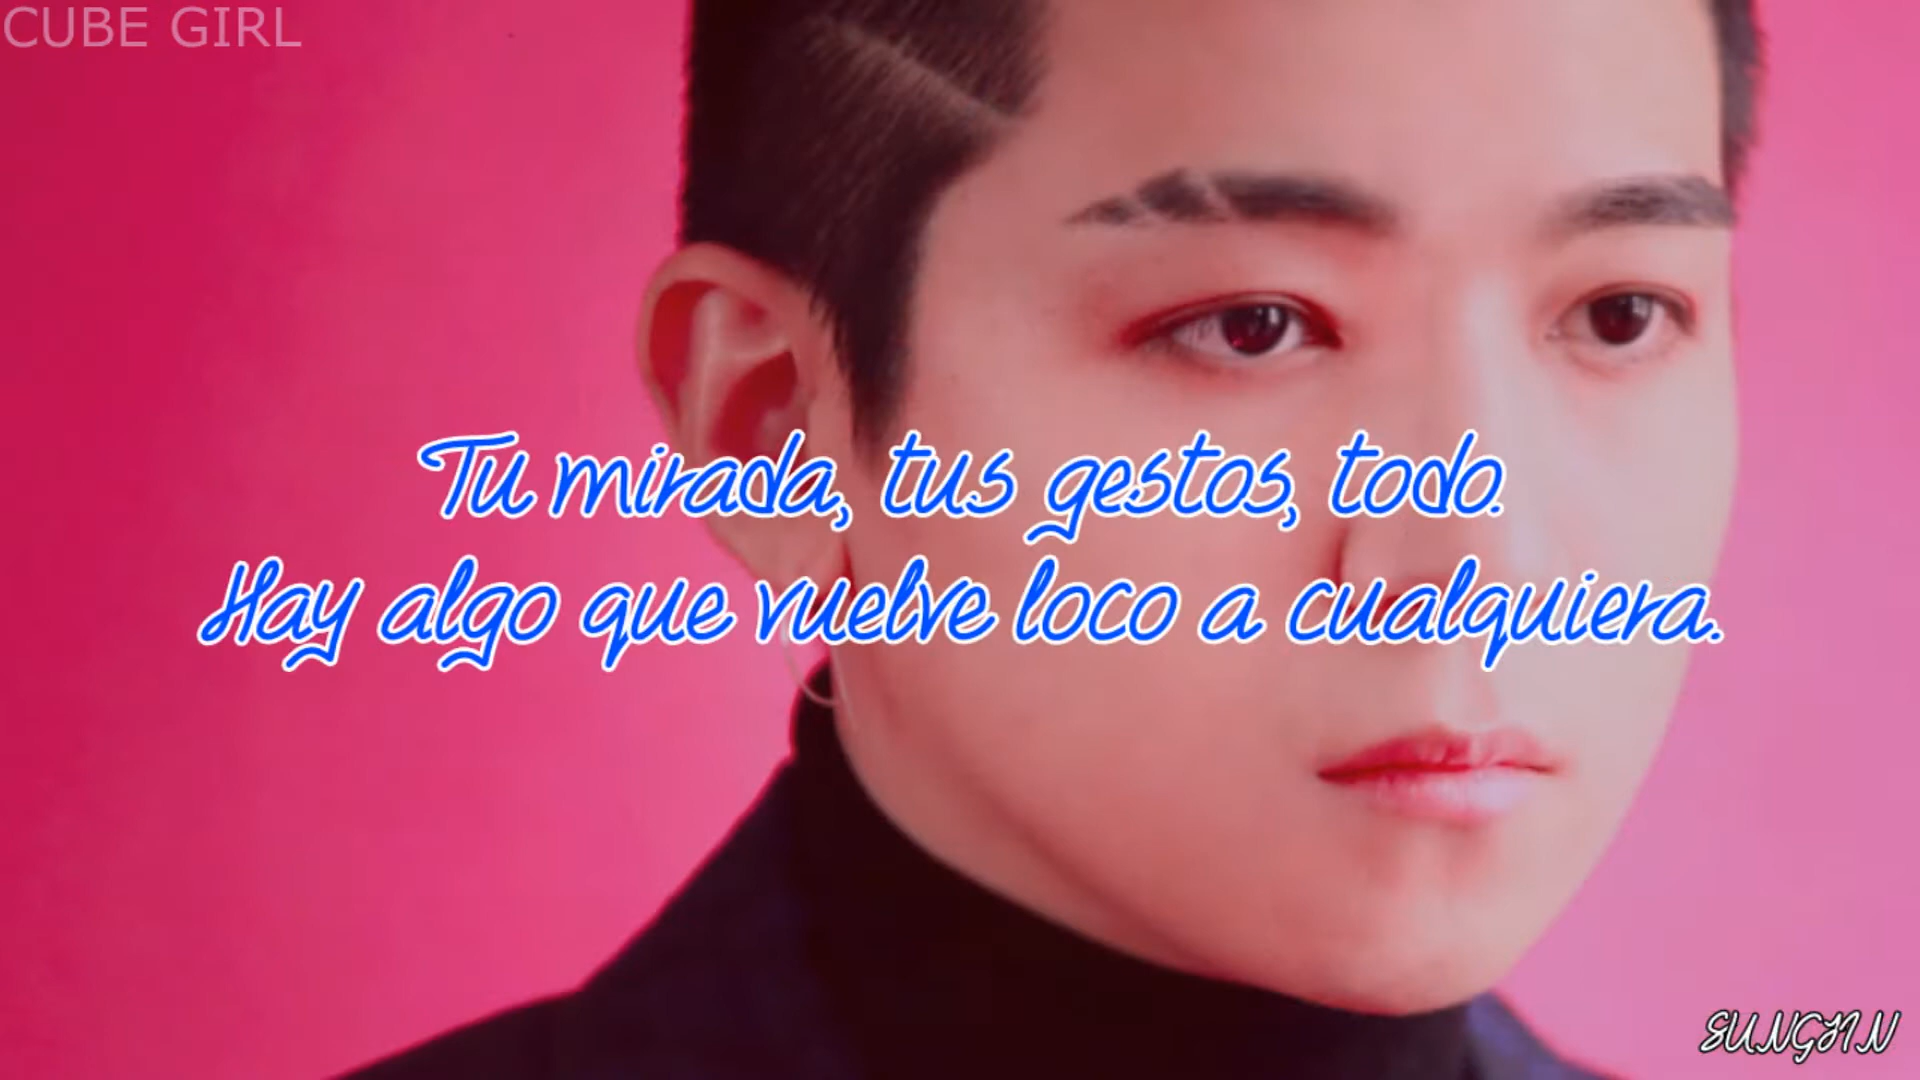 CUBE GIRL
Tu mirada, tus gestos, todo.
Hay algo que vuelve loco a cualquiera.
SUNGJIN